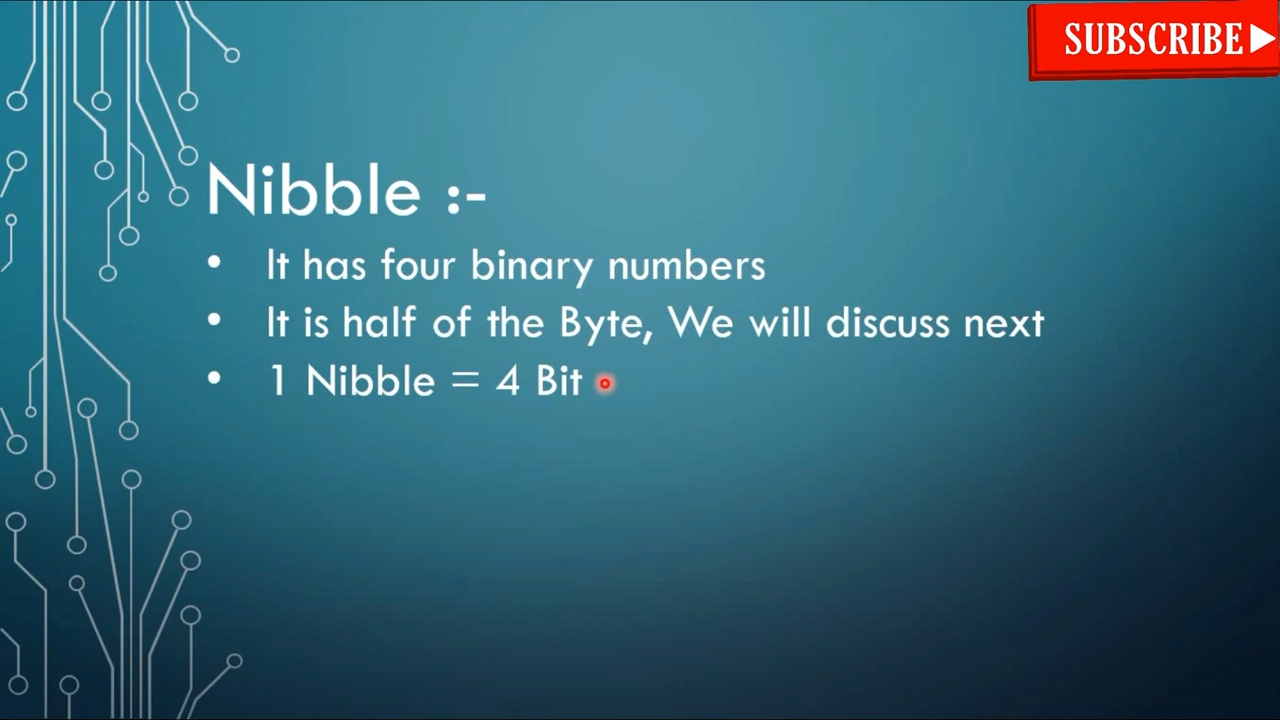 SUBSCRIBE
Nibble :-
• It has four binary numbers
• It is half of the Byte, We will discuss next
• 1 Nibble = 4 Bit